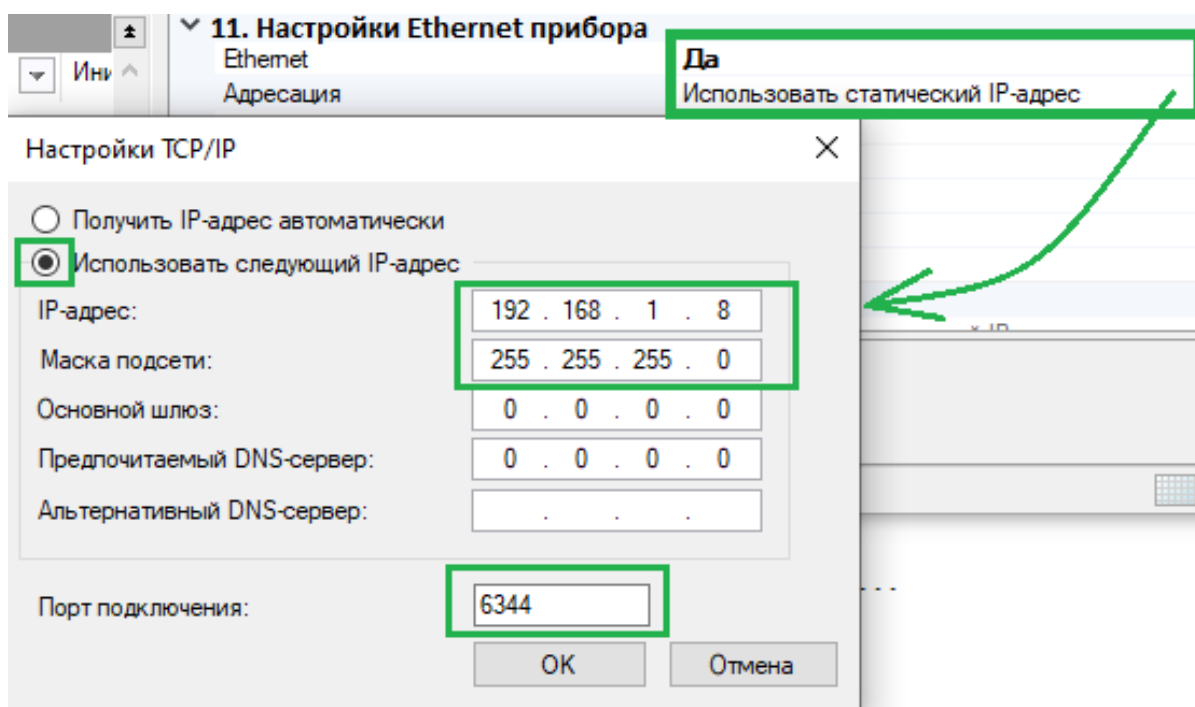 11. Настройки Ethernet прибора
Ethernet Да
Ини
Адресация Использовать статический IP-адрес
Настройки TCP/IP
Получить IP-адрес автоматически
Использовать следующий IP-адрес
IP-адрес: 192 . 168 . 1 . 8
Маска подсети: 255 . 255 . 255 . 0
Основной шлюз: 0 . 0 . 0 . 0
Предпочитаемый DNS-сервер: 0 . 0 . 0 . 0
Альтернативный DNS-сервер: . . .
Порт подключения: 6344
OK Отмена